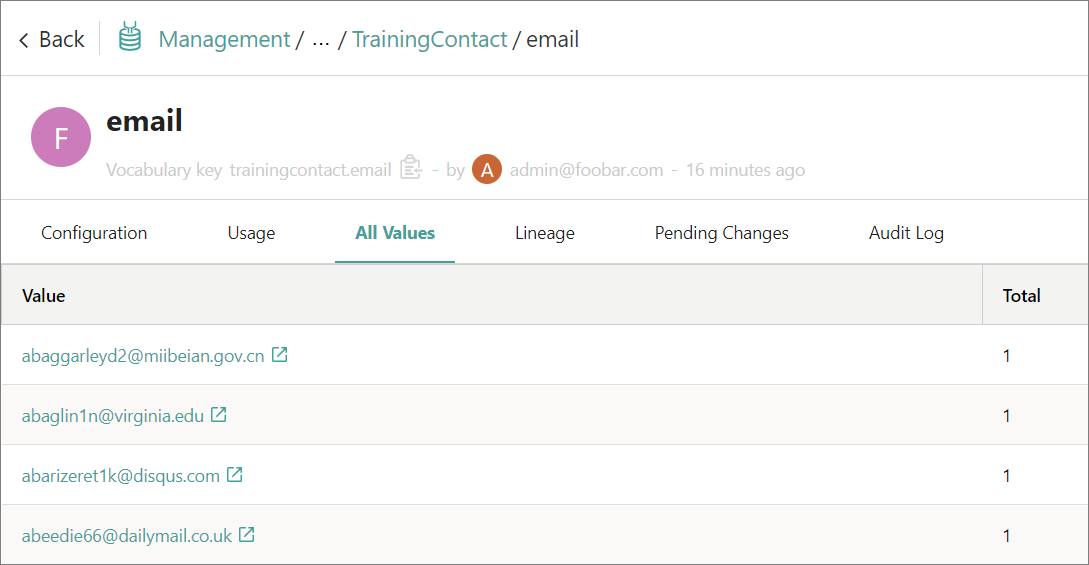 Back Management / ... / TrainingContact / email
F
email
Vocabulary key trainingcontact.email - by A admin@foobar.com - 16 minutes ago
Configuration Usage All Values Lineage Pending Changes Audit Log
Value Total
abaggarleyd2@miibeian.gov.cn 1
abaglin1n@virginia.edu 1
abarizeret1k@disqus.com 1
abeedie66@dailymail.co.uk 1